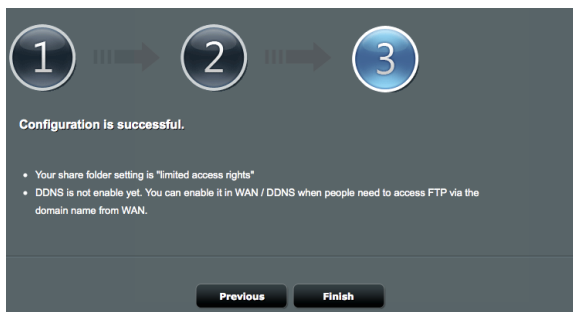 1
2
3
Configuration is successful.
• Your share folder setting is "limited access rights"
• DDNS is not enable yet. You can enable it in WAN / DDNS when people need to access FTP via the
domain name from WAN.
Previous
Finish